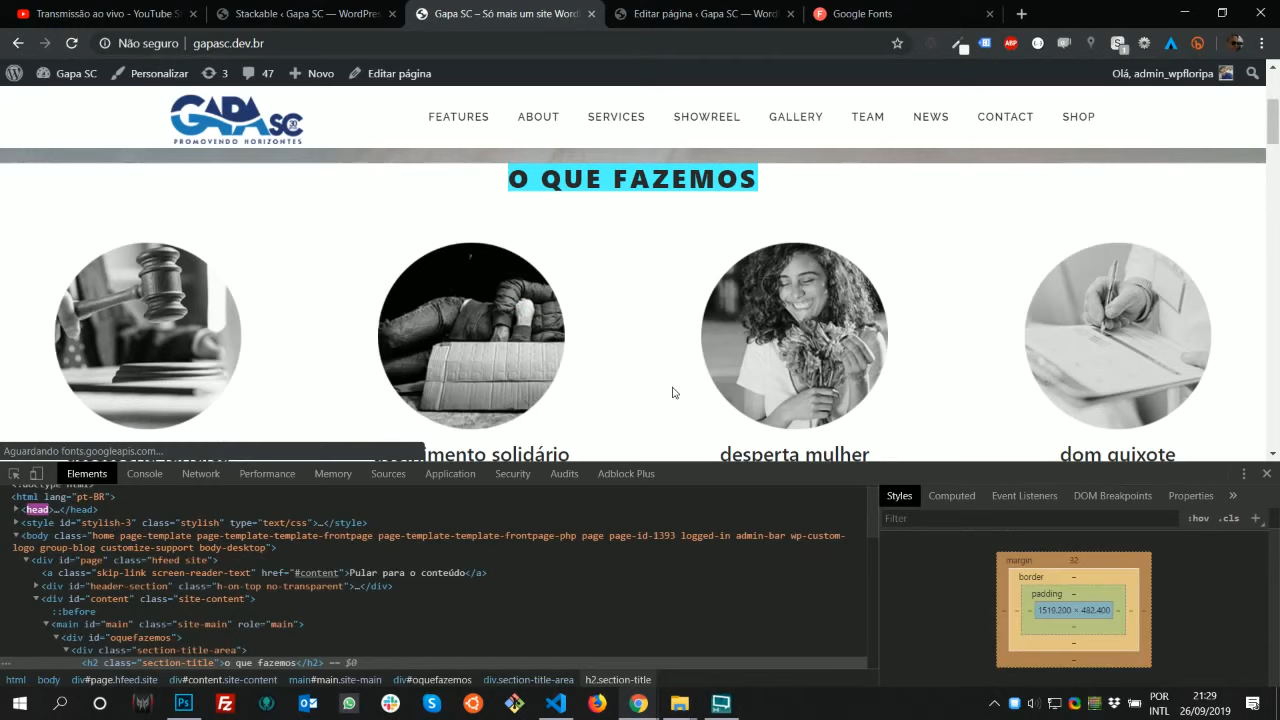 Tuxamento ao vivo - YouTube S
Stackable ‹ Gapa SC — WordPres
Gapa SC – Só mais um site Word
Editar página ‹ Gapa SC — Word
Google Fonts
Não seguro | gapasc.dev.br
Gapa SC Personalizar 3 47 Novo Editar página Olá, admin_wpfloripa
GAPA SC
PROMOVENDO HORIZONTES
FEATURES ABOUT SERVICES SHOWREEL GALLERY TEAM NEWS CONTACT SHOP
O QUE FAZEMOS
imento solidário desperta mulher dom quixote
Aguardando fonts.googleapis.com...
Elements Console Network Performance Memory Sources Application Security Audits Adblock Plus
<html lang="pt-BR">
<head>…</head>
<style id="stylish-3" class="stylish" type="text/css">…</style>
<body class="home page-template page-template-template-frontpage page-template-template-frontpage-php page page-id-1393 logged-in admin-bar wp-custom-
logo group-blog customize-support body-desktop">
<div id="page" class="hfeed site">
<a class="skip-link screen-reader-text" href="#content">Pular para o conteúdo</a>
<div id="header-section" class="h-on-top no-transparent">…</div>
<div id="content" class="site-content">
::before
<main id="main" class="site-main" role="main">
<div id="oquefazemos">
<div class="section-title-area">
… <h2 class="section-title">o que fazemos</h2> == $0
html body div#page.hfeed.site div#content.site-content main#main.site-main div#oquefazemos div.section-title-area h2.section-title
Styles Computed Event Listeners DOM Breakpoints Properties »
Filter :hov .cls +
margin 32
border –
padding –
1519.200 × 482.400
POR
INTL
21:29
26/09/2019